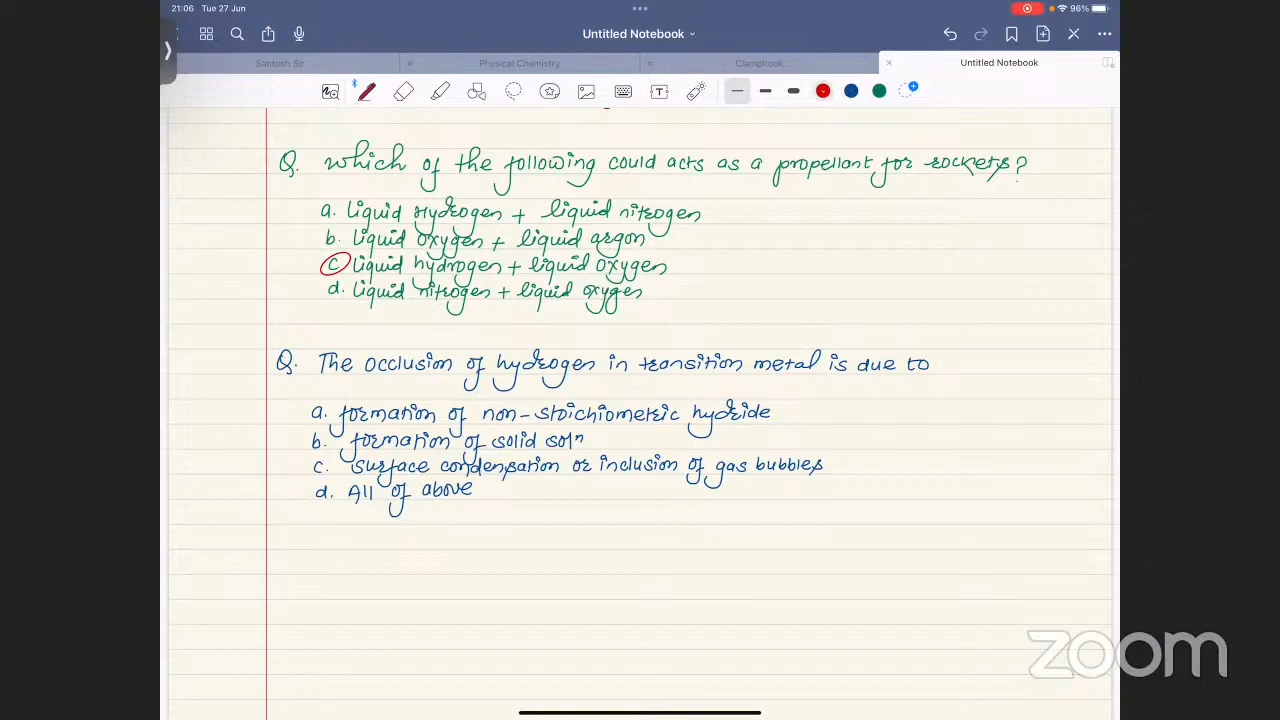 21:06 Tue 27 Jun
96%
Untitled Notebook
Santosh Sir
Physical Chemistry
Clamphook
Untitled Notebook
Q. which of the following could acts as a propellant for rockets?
a. liquid Hydrogen + liquid nitrogen
b. liquid oxygen + liquid argon
c liquid hydrogen + liquid oxygen
d. liquid nitrogen + liquid oxygen
Q. The occlusion of hydrogen in transition metal is due to
a. formation of non-stoichiometric hydride
b. formation of solid solⁿ
c. surface condensation or inclusion of gas bubbles
d. All of above
zoom